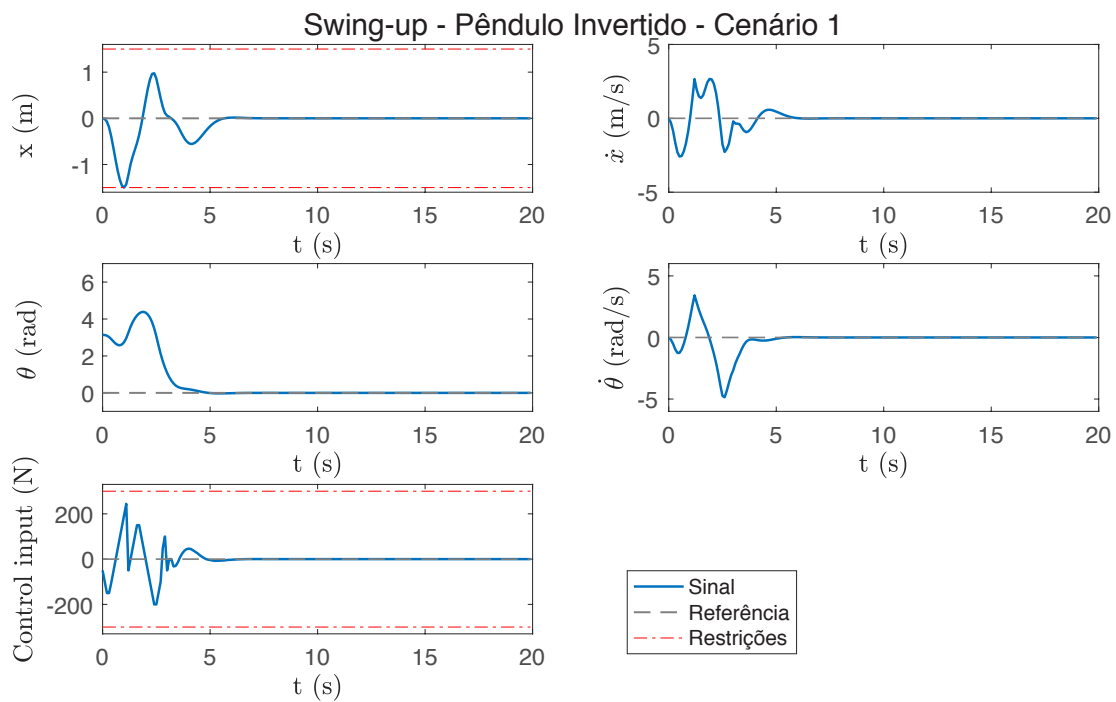 Swing-up - Pêndulo Invertido - Cenário 1
x (m)
1
0
-1
0 5 10 15 20
t (s)
ẋ (m/s)
5
0
-5
0 5 10 15 20
t (s)
θ (rad)
6
4
2
0
0 5 10 15 20
t (s)
θ̇ (rad/s)
5
0
-5
0 5 10 15 20
t (s)
Control input (N)
200
0
-200
0 5 10 15 20
t (s)
Sinal
Referência
Restrições